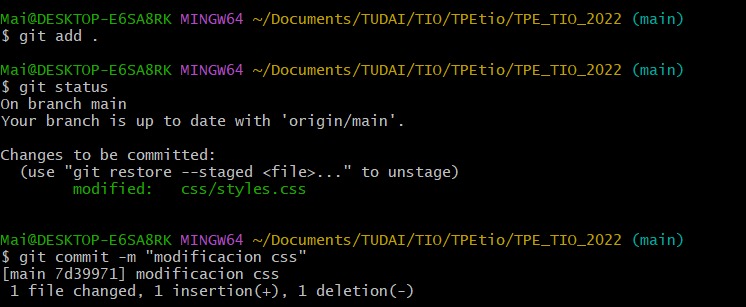 Mai@DESKTOP-E6SA8RK MINGW64 ~/Documents/TUDAI/TIO/TPEtio/TPE_TIO_2022 (main)
$ git add .

Mai@DESKTOP-E6SA8RK MINGW64 ~/Documents/TUDAI/TIO/TPEtio/TPE_TIO_2022 (main)
$ git status
On branch main
Your branch is up to date with 'origin/main'.

Changes to be committed:
  (use "git restore --staged <file>..." to unstage)
        modified:   css/styles.css

Mai@DESKTOP-E6SA8RK MINGW64 ~/Documents/TUDAI/TIO/TPEtio/TPE_TIO_2022 (main)
$ git commit -m "modificacion css"
[main 7d39971] modificacion css
 1 file changed, 1 insertion(+), 1 deletion(-)